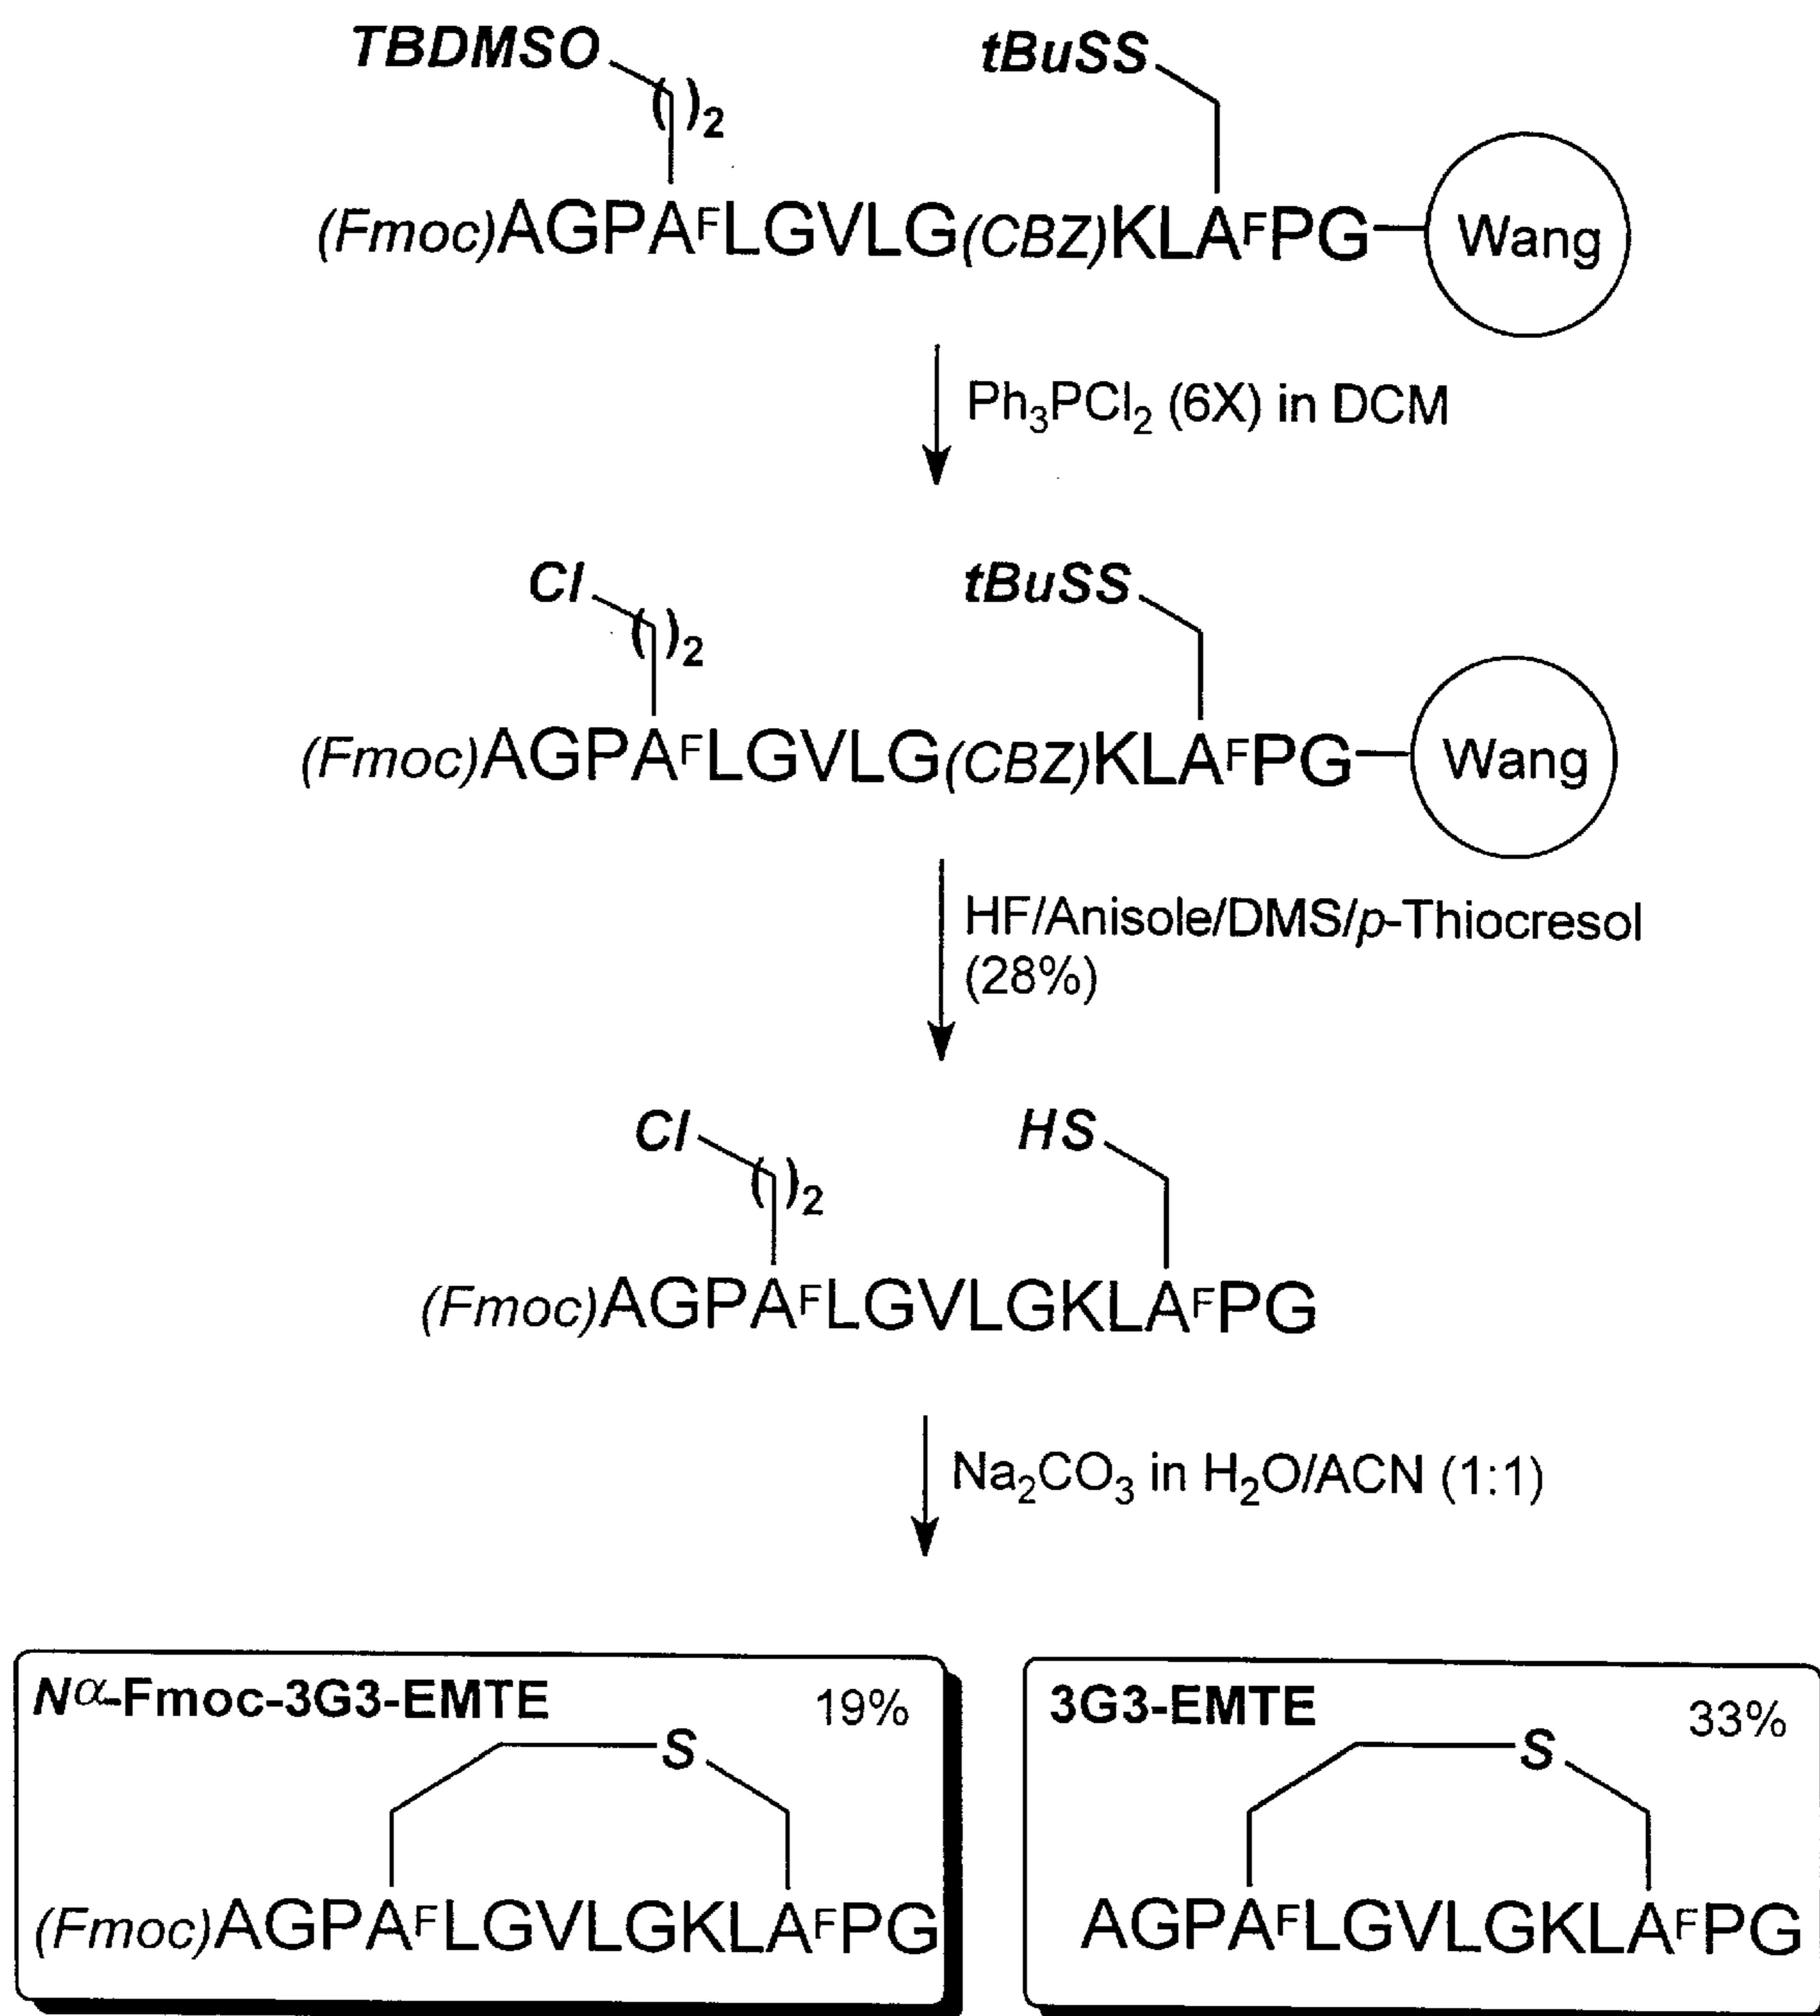 TBDMSO tBuSS
( )2
(Fmoc)AGPAFLGVLG(CBZ)KLAFPG Wang
Ph3PCl2 (6X) in DCM
Cl tBuSS
( )2
(Fmoc)AGPAFLGVLG(CBZ)KLAFPG Wang
HF/Anisole/DMS/p-Thiocresol
(28%)
Cl HS
( )2
(Fmoc)AGPAFLGVLGKLAFPG
Na2CO3 in H2O/ACN (1:1)
Nα-Fmoc-3G3-EMTE 19%
S
(Fmoc)AGPAFLGVLGKLAFPG
3G3-EMTE 33%
S
AGPAFLGVLGKLAFPG